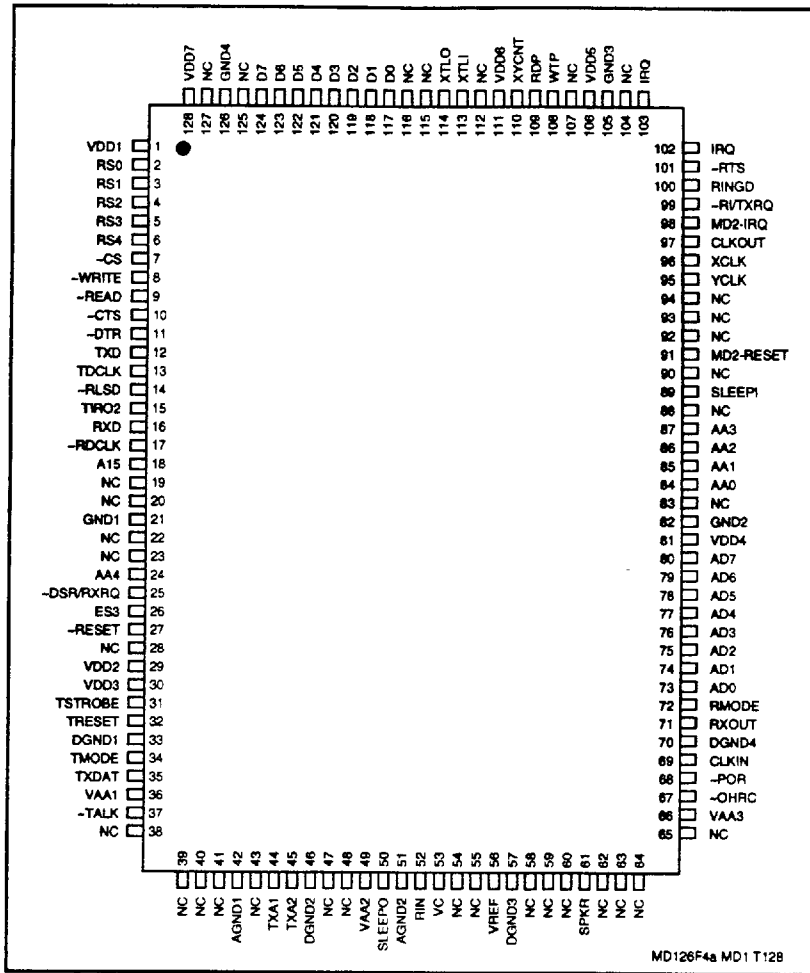 VDD7 NC GND4 NC D7 D6 D5 D4 D3 D2 D1 D0 NC NC XTLO XTLI NC VDD6 XYCNT RDP WTP NC VDD5 GND3 NC IRQ
128 127 126 125 124 123 122 121 120 119 118 117 116 115 114 113 112 111 110 109 108 107 106 105 104 103
VDD1 1
RS0 2
RS1 3
RS2 4
RS3 5
RS4 6
~CS 7
~WRITE 8
~READ 9
~CTS 10
~DTR 11
TXD 12
TDCLK 13
~RLSD 14
TIRO2 15
RXD 16
~RDCLK 17
A15 18
NC 19
NC 20
GND1 21
NC 22
NC 23
AA4 24
~DSR/RXRQ 25
ES3 26
~RESET 27
NC 28
VDD2 29
VDD3 30
TSTROBE 31
TRESET 32
DGND1 33
TMODE 34
TXDAT 35
VAA1 36
~TALK 37
NC 38
102 IRQ
101 ~RTS
100 RINGD
99 ~RI/TXRQ
98 MD2-IRQ
97 CLKOUT
96 XCLK
95 YCLK
94 NC
93 NC
92 NC
91 MD2-RESET
90 NC
89 SLEEPI
88 NC
87 AA3
86 AA2
85 AA1
84 AA0
83 NC
82 GND2
81 VDD4
80 AD7
79 AD6
78 AD5
77 AD4
76 AD3
75 AD2
74 AD1
73 AD0
72 RMODE
71 RXOUT
70 DGND4
69 CLKIN
68 ~POR
67 ~OHRC
66 VAA3
65 NC
39 40 41 42 43 44 45 46 47 48 49 50 51 52 53 54 55 56 57 58 59 60 61 62 63 64
NC NC NC AGND1 NC TXA1 TXA2 DGND2 NC NC VAA2 SLEEPO AGND2 RIN VC NC NC VREF DGND3 NC NC NC SPKR NC NC NC
MD126F4a MD1 T128